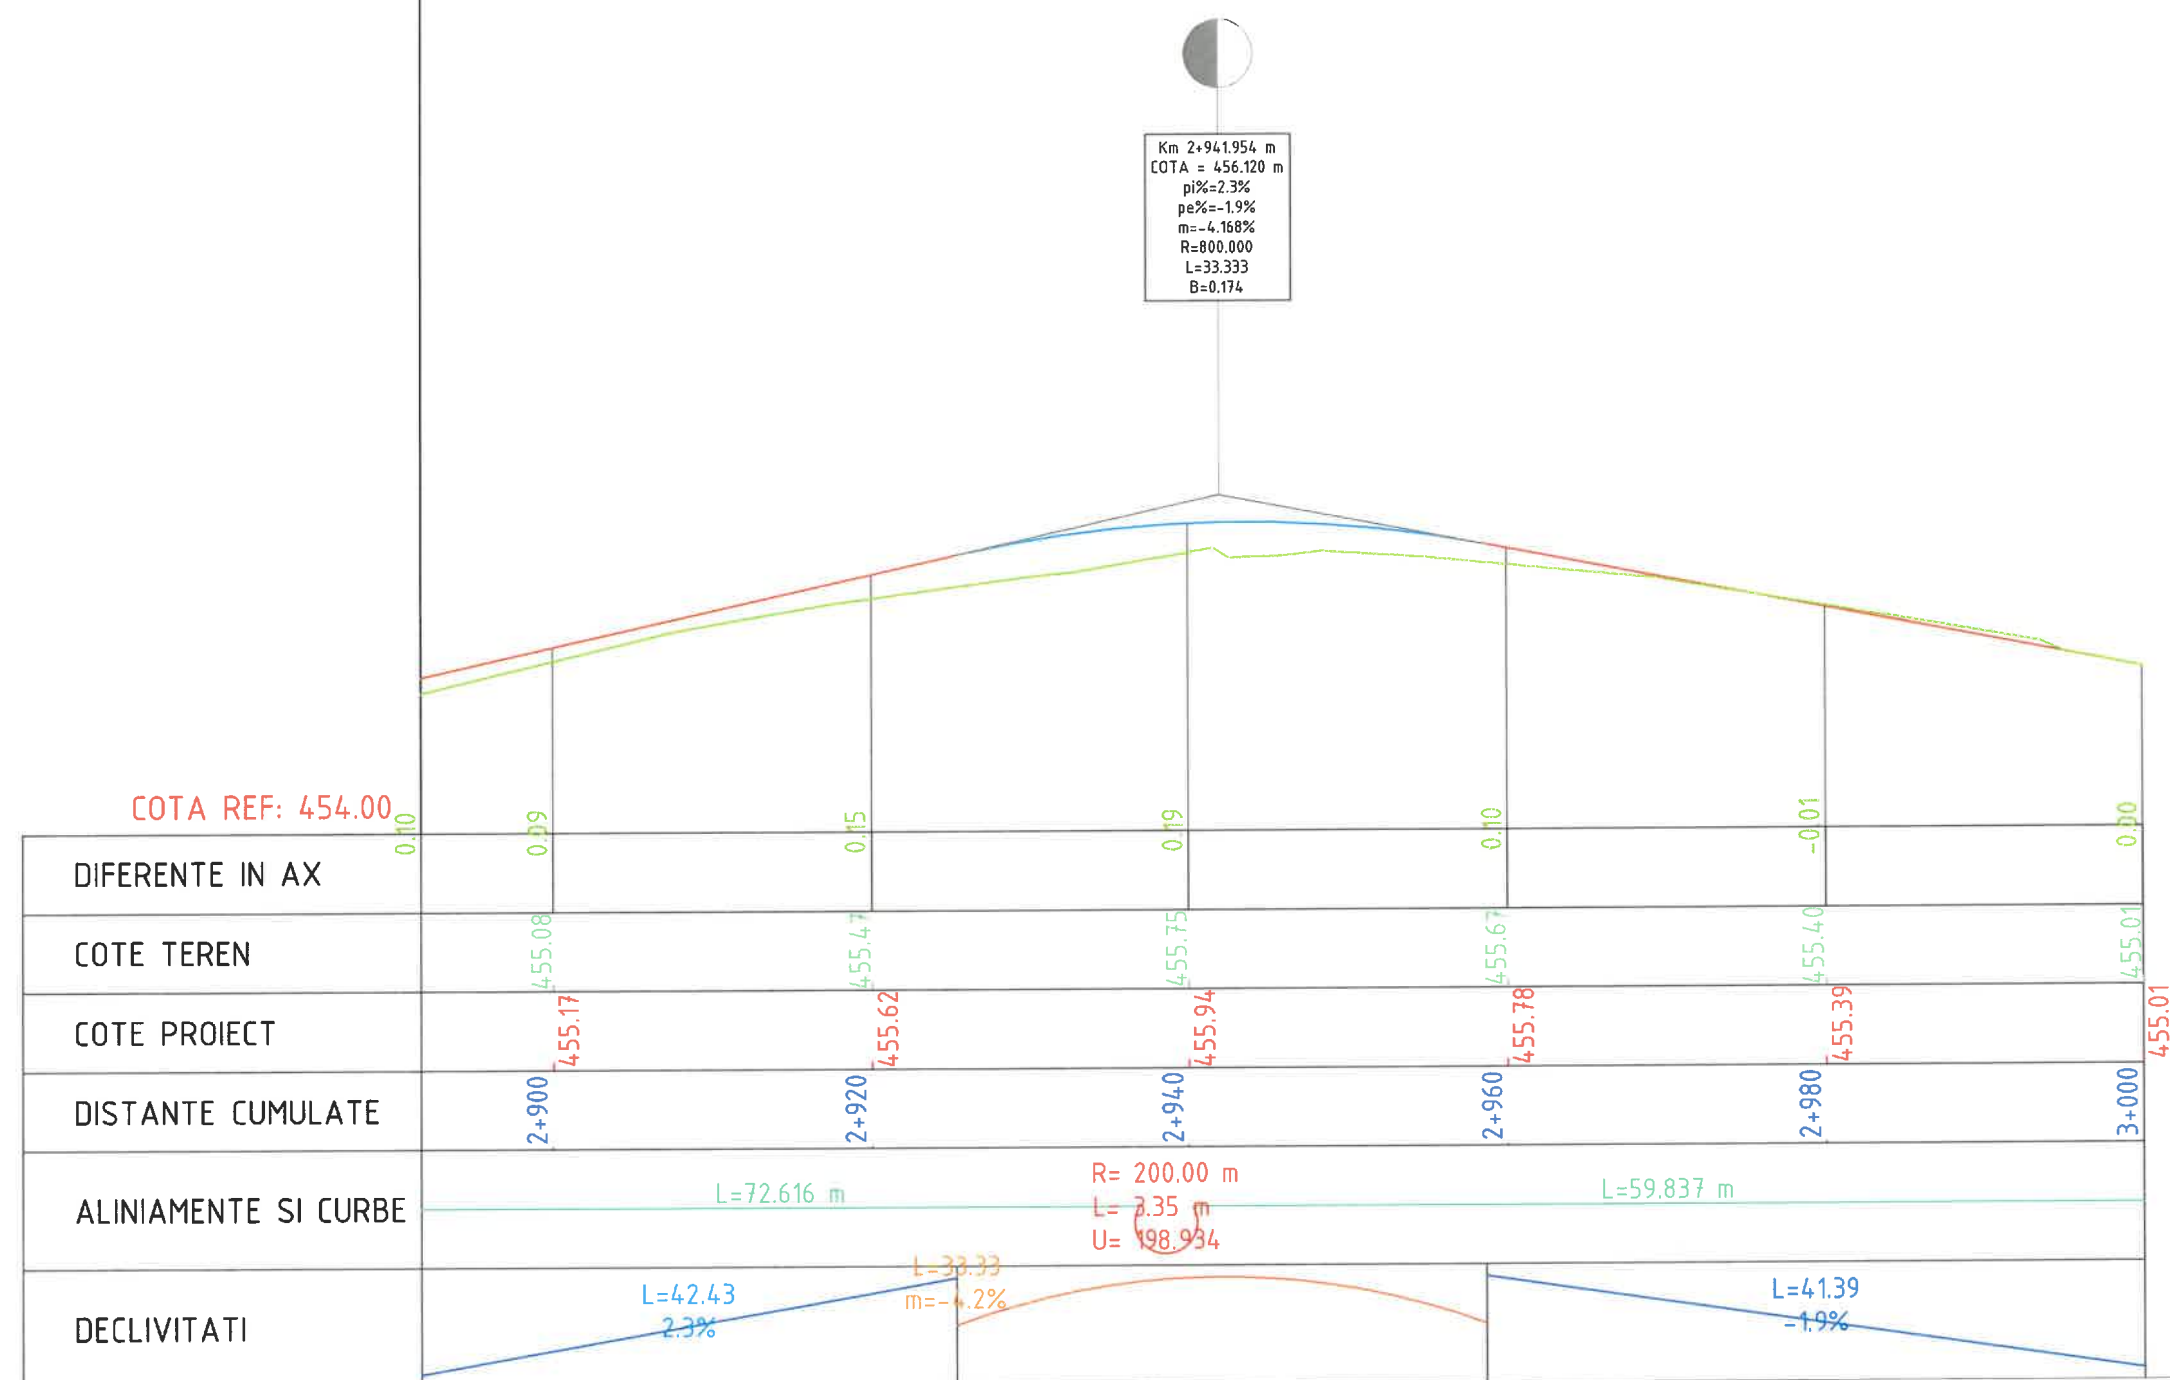 Km 2+941.954 m
COTA = 456.120 m
pi%=2.3%
pe%=-1.9%
m=-4.168%
R=800.000
L=33.333
B=0.174
COTA REF: 454.00
DIFERENTE IN AX
0.10
0.09
0.15
0.19
0.10
-0.01
0.00
COTE TEREN
455.08
455.47
455.75
455.67
455.40
455.01
COTE PROIECT
455.17
455.62
455.94
455.78
455.39
455.01
DISTANTE CUMULATE
2+900
2+920
2+940
2+960
2+980
3+000
ALINIAMENTE SI CURBE
L=72.616 m
R= 200.00 m
L= 3.35 m
U= 198.934
L=59.837 m
DECLIVITATI
L=42.43
2.3%
L=33.33
m=-4.2%
L=41.39
-1.9%